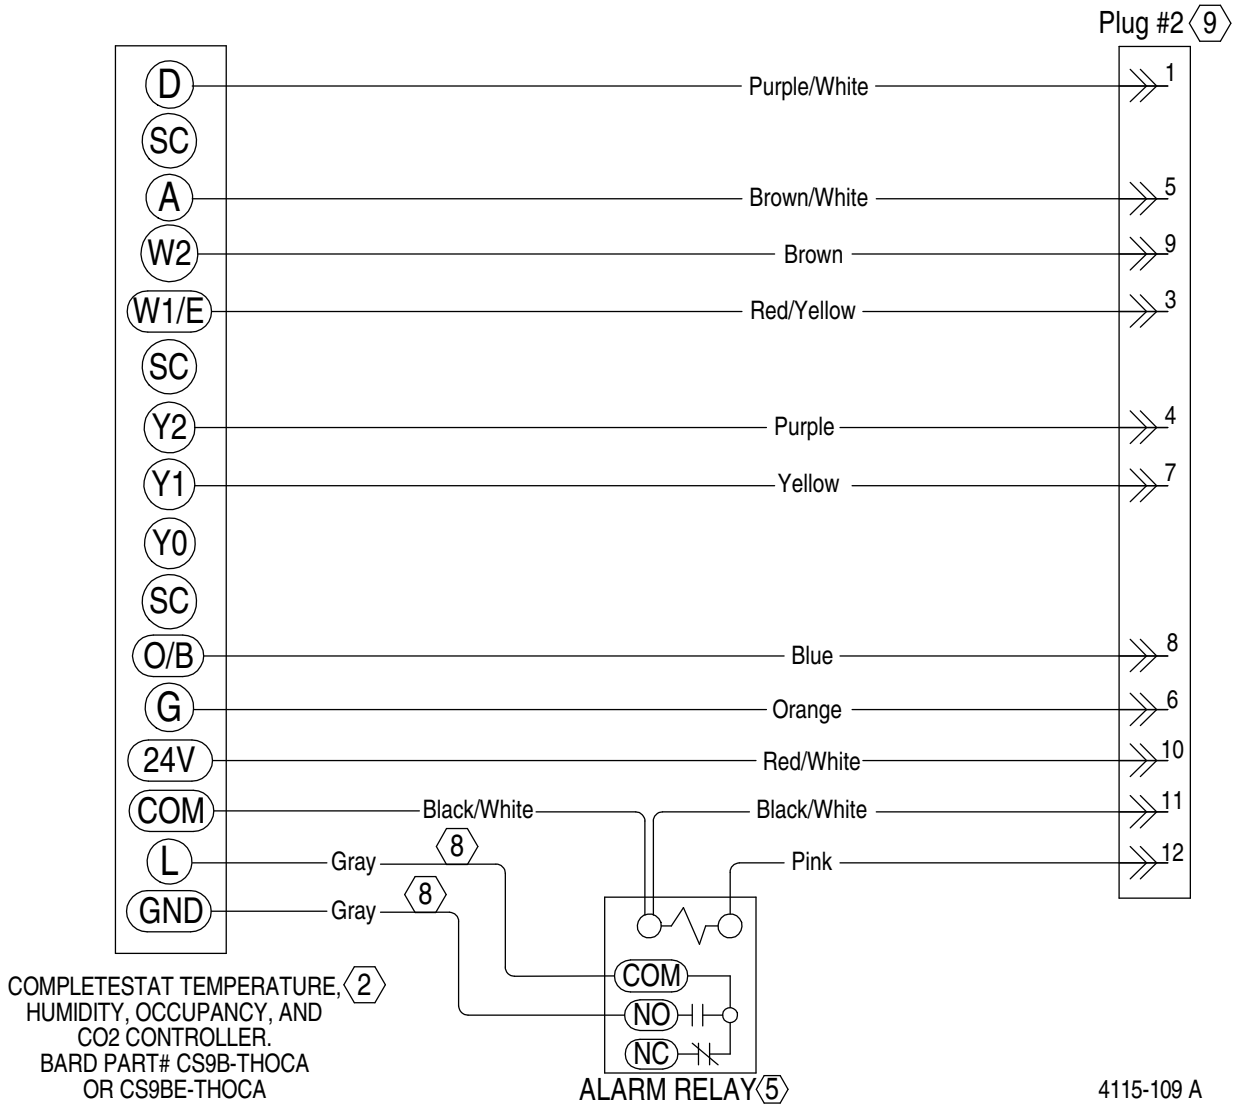 Plug #2 9
D Purple/White 1
SC
A Brown/White 5
W2 Brown 9
W1/E Red/Yellow 3
SC
Y2 Purple 4
Y1 Yellow 7
Y0
SC
O/B Blue 8
G Orange 6
24V Red/White 10
COM Black/White Black/White 11
L Gray 8 Pink 12
GND Gray 8
COM
NO
NC
ALARM RELAY 5
COMPLETESTAT TEMPERATURE, 2
HUMIDITY, OCCUPANCY, AND
CO2 CONTROLLER.
BARD PART# CS9B-THOCA
OR CS9BE-THOCA
4115-109 A